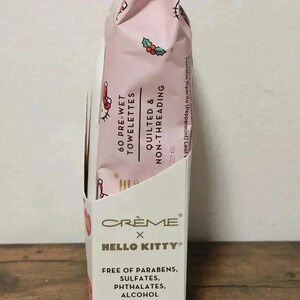 60 PRE-WET
TOWELETTES
QUILTED &
NON-THREADING
CRÈME®
×
HELLO KITTY®
FREE OF PARABENS,
SULFATES,
PHTHALATES,
ALCOHOL